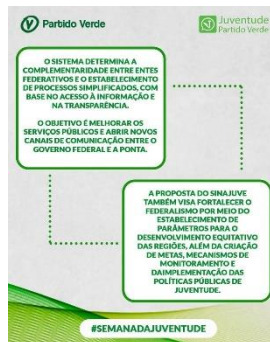 Partido Verde
Juventude
Partido Verde
O SISTEMA DETERMINA A
COMPLEMENTARIDADE ENTRE ENTES
FEDERATIVOS E O ESTABELECIMENTO
DE PROCESSOS SIMPLIFICADOS, COM
BASE NO ACESSO À INFORMAÇÃO E
NA TRANSPARÊNCIA.
O OBJETIVO É MELHORAR OS
SERVIÇOS PÚBLICOS E ABRIR NOVOS
CANAIS DE COMUNICAÇÃO ENTRE O
GOVERNO FEDERAL E A PONTA.
A PROPOSTA DO SINAJUVE
TAMBÉM VISA FORTALECER O
FEDERALISMO POR MEIO DO
ESTABELECIMENTO DE
PARÂMETROS PARA O
DESENVOLVIMENTO EQUITATIVO
DAS REGIÕES, ALÉM DA CRIAÇÃO
DE METAS, MECANISMOS DE
MONITORAMENTO E
DAIMPLEMENTAÇÃO DAS
POLÍTICAS PÚBLICAS DE
JUVENTUDE.
#SEMANADAJUVENTUDE